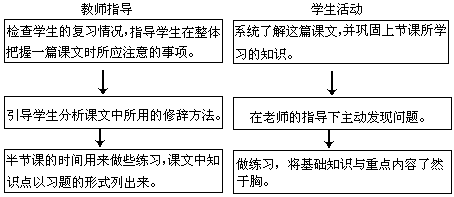 教师指导
检查学生的复习情况，指导学生在整体
把握一篇课文时所应注意的事项。
引导学生分析课文中所用的修辞方法。
半节课的时间用来做些练习，课文中知
识点以习题的形式列出来。
学生活动
系统了解这篇课文，并巩固上节课所学
习的知识。
在老师的指导下主动发现问题。
做练习，将基础知识与重点内容了然
于胸。